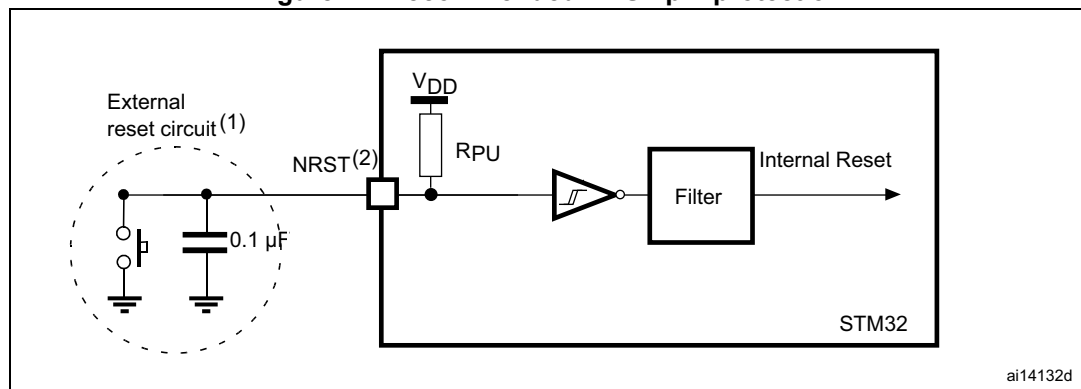 External
reset circuit(1)
VDD
NRST(2)
RPU
Internal Reset
Filter
0.1 µF
STM32
ai14132d